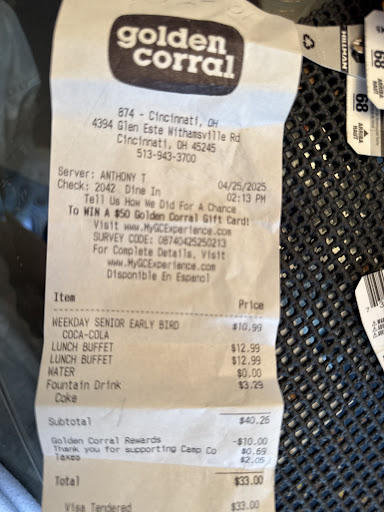 golden
corral
874 - Cincinnati, OH
4394 Glen Este Withamsville Rd
Cincinnati, OH 45245
513-943-3700
Server: ANTHONY T
04/25/2025
Check: 2042 Dine In
02:13 PM
Tell Us How We Did For A Chance
To WIN A $50 Golden Corral Gift Card!
Visit www.MyGCExperience.com
SURVEY CODE: 08740425250213
For Complete Details, Visit
www.MyGCExperience.com
Disponible En Espanol
Item Price
WEEKDAY SENIOR EARLY BIRD $10.99
COCA-COLA
LUNCH BUFFET $12.99
LUNCH BUFFET $12.99
WATER $0.00
Fountain Drink $3.29
Coke
Subtotal $40.26
Golden Corral Rewards -$10.00
Thank you for supporting Camp Co $0.69
Taxes $2.05
Total $33.00
Visa Tendered $33.00
HILLMAN
68
68